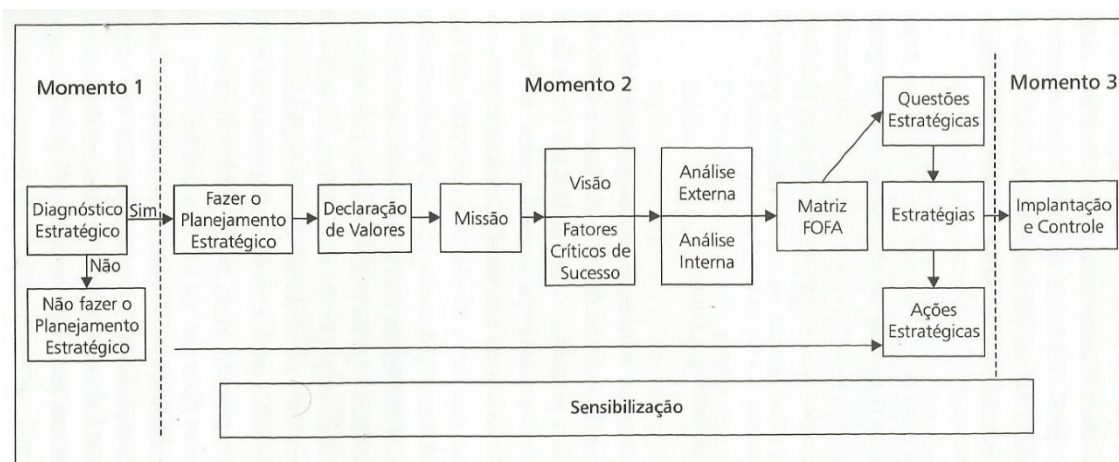 Momento 1
Momento 2
Momento 3
Diagnóstico
Estratégico
Sim
Não
Não fazer o
Planejamento
Estratégico
Fazer o
Planejamento
Estratégico
Declaração
de Valores
Missão
Visão
Fatores
Críticos de
Sucesso
Análise
Externa
Análise
Interna
Matriz
FOFA
Questões
Estratégicas
Estratégias
Ações
Estratégicas
Implantação
e Controle
Sensibilização